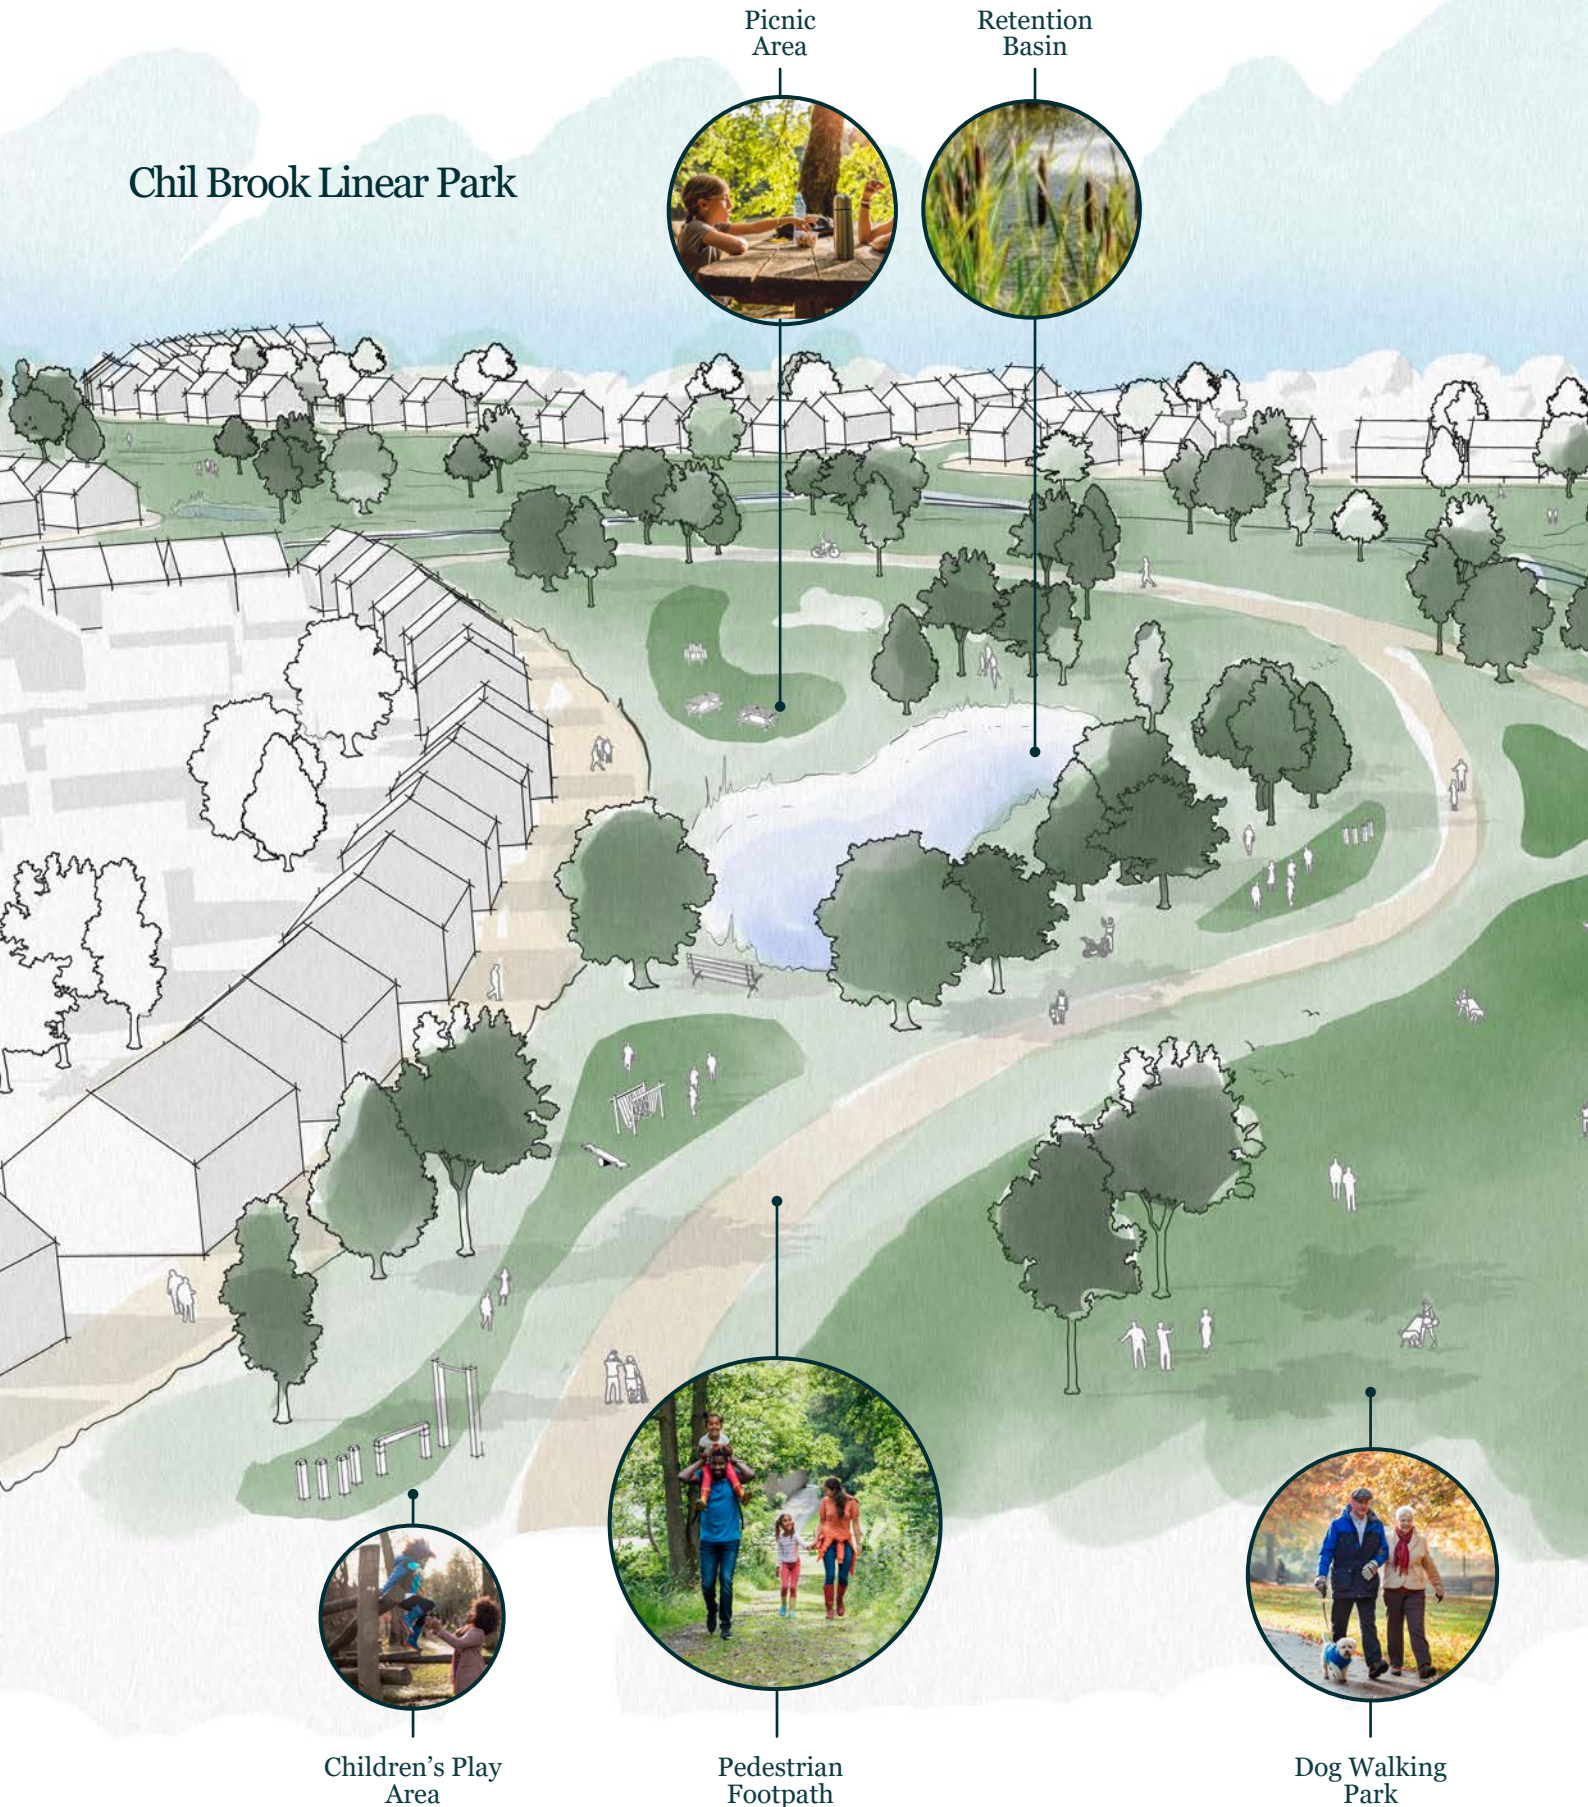 Picnic
Area
Retention
Basin
Chil Brook Linear Park
Children’s Play
Area
Pedestrian
Footpath
Dog Walking
Park